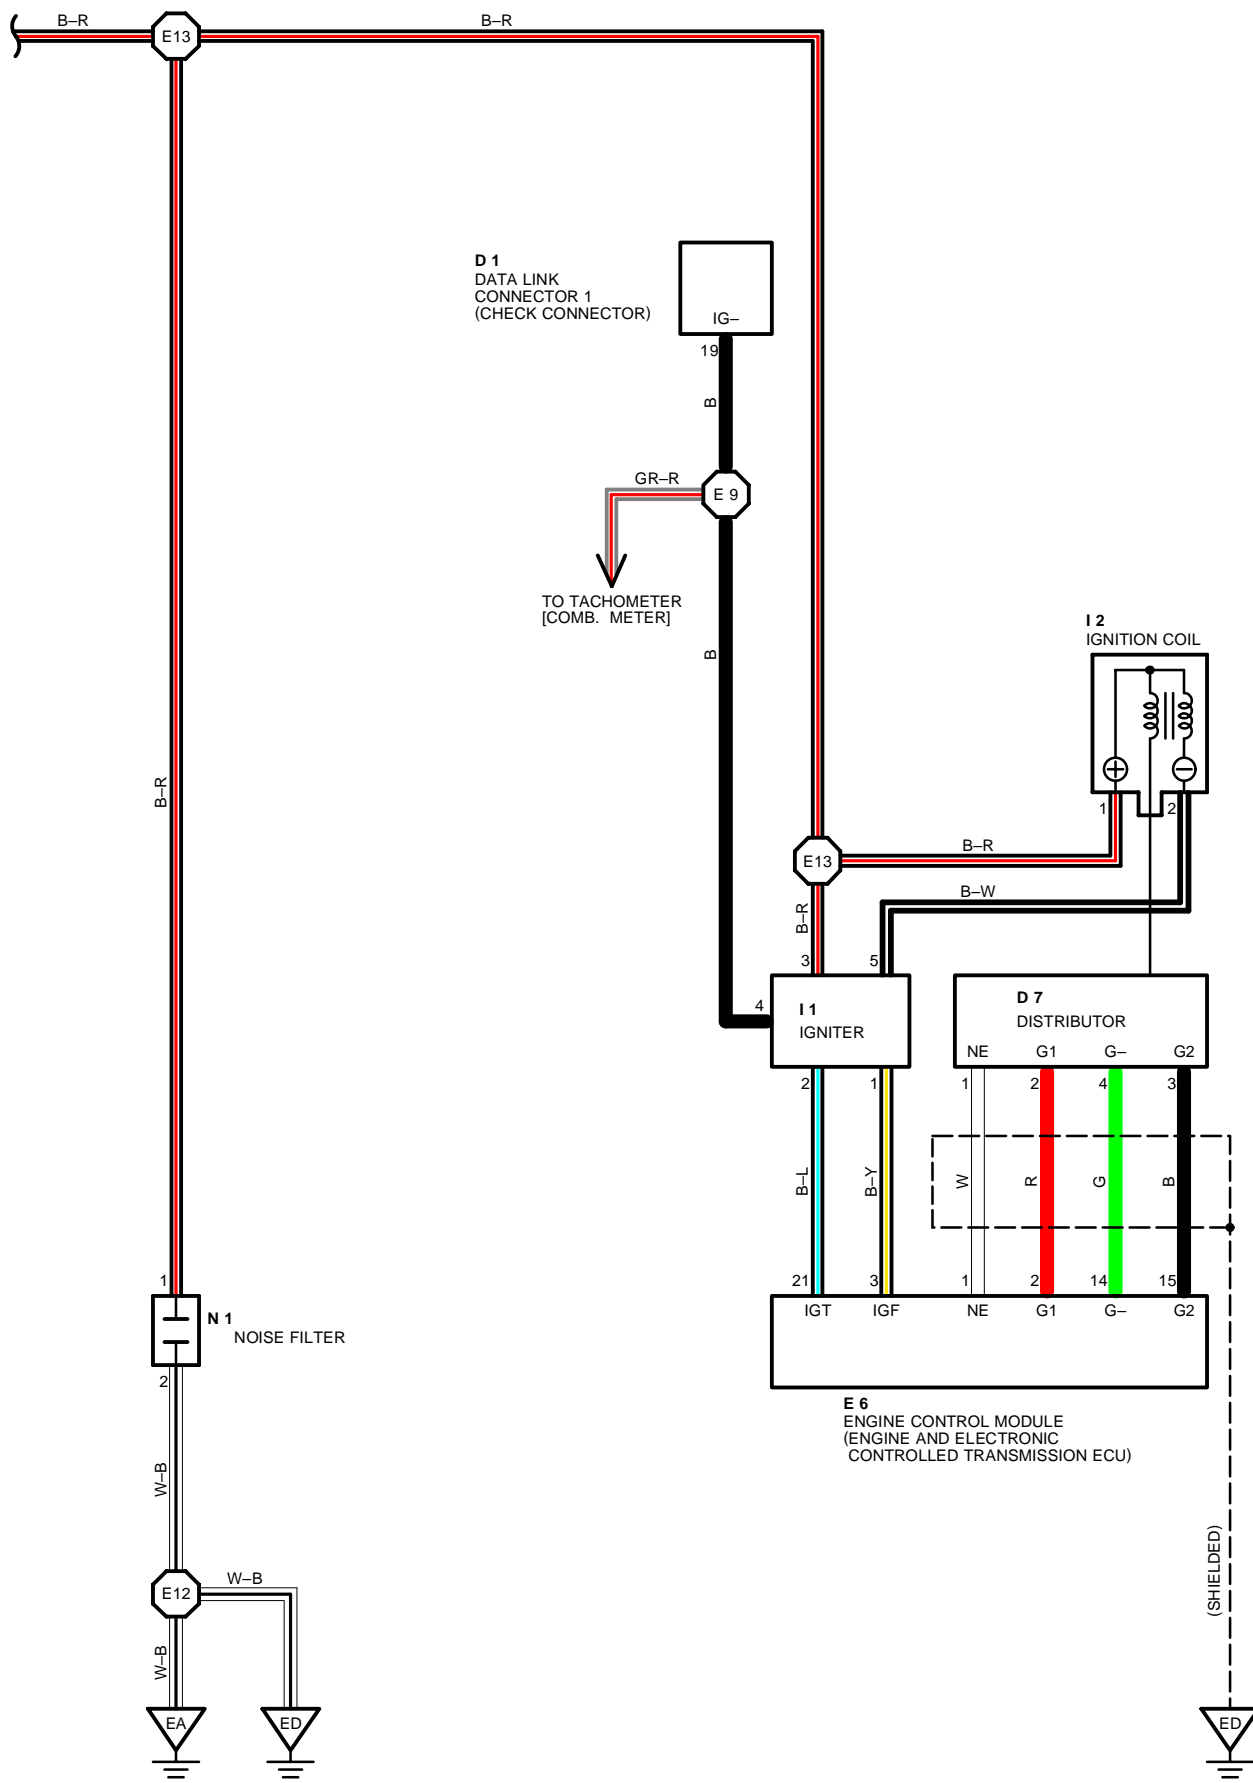 B–R
B–R
E13
D 1
DATA LINK
CONNECTOR 1
(CHECK CONNECTOR)
IG–
19
B
GR–R
E 9
TO TACHOMETER
[COMB. METER]
B
I 2
IGNITION COIL
B–R
1
2
B–R
E13
B–W
B–R
3
5
4
I 1
IGNITER
D 7
DISTRIBUTOR
NE
G1
G–
G2
2
1
1
2
4
3
B–L
B–Y
W
R
G
B
1
21
3
1
2
14
15
IGT
IGF
NE
G1
G–
G2
N 1
NOISE FILTER
2
E 6
ENGINE CONTROL MODULE
(ENGINE AND ELECTRONIC
CONTROLLED TRANSMISSION ECU)
W–B
(SHIELDED)
E12
W–B
W–B
EA
ED
ED